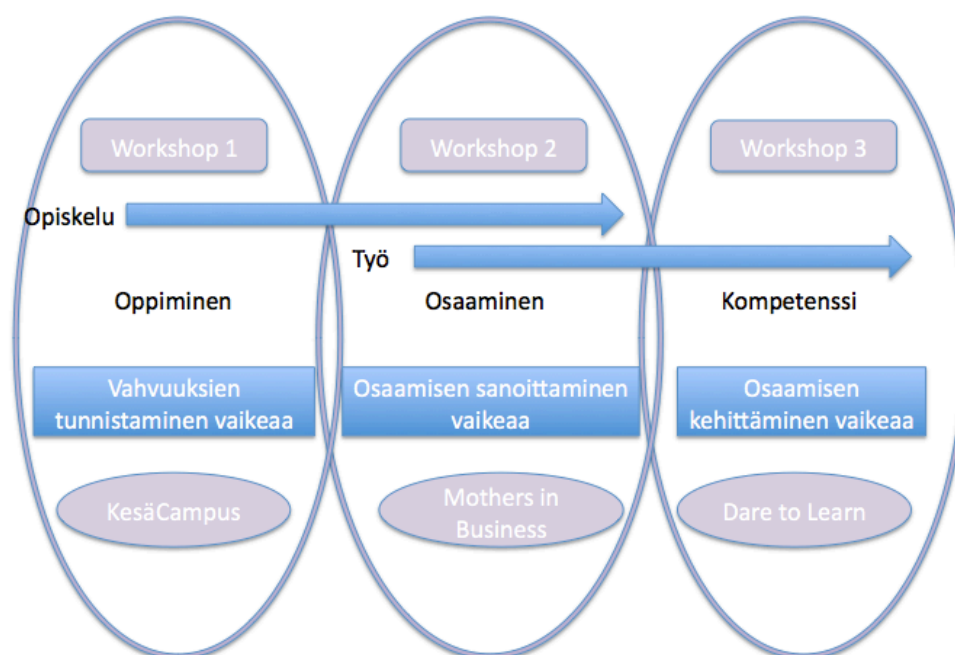 Workshop 1
Workshop 2
Workshop 3
Opiskelu
Työ
Oppiminen
Osaaminen
Kompetenssi
Vahvuuksien
tunnistaminen vaikeaa
Osaamisen sanoittaminen
vaikeaa
Osaamisen
kehittäminen vaikeaa
KesäCampus
Mothers in
Business
Dare to Learn